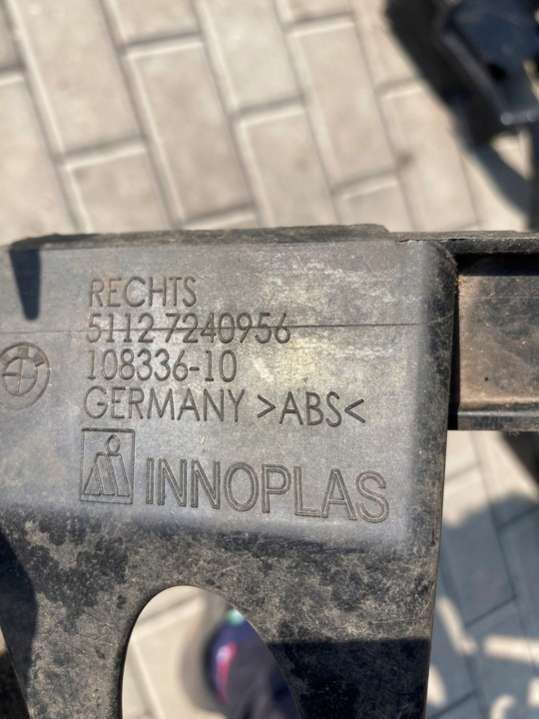 RECHTS
5112 7240956
108336-10
GERMANY >ABS<
INNOPLAS